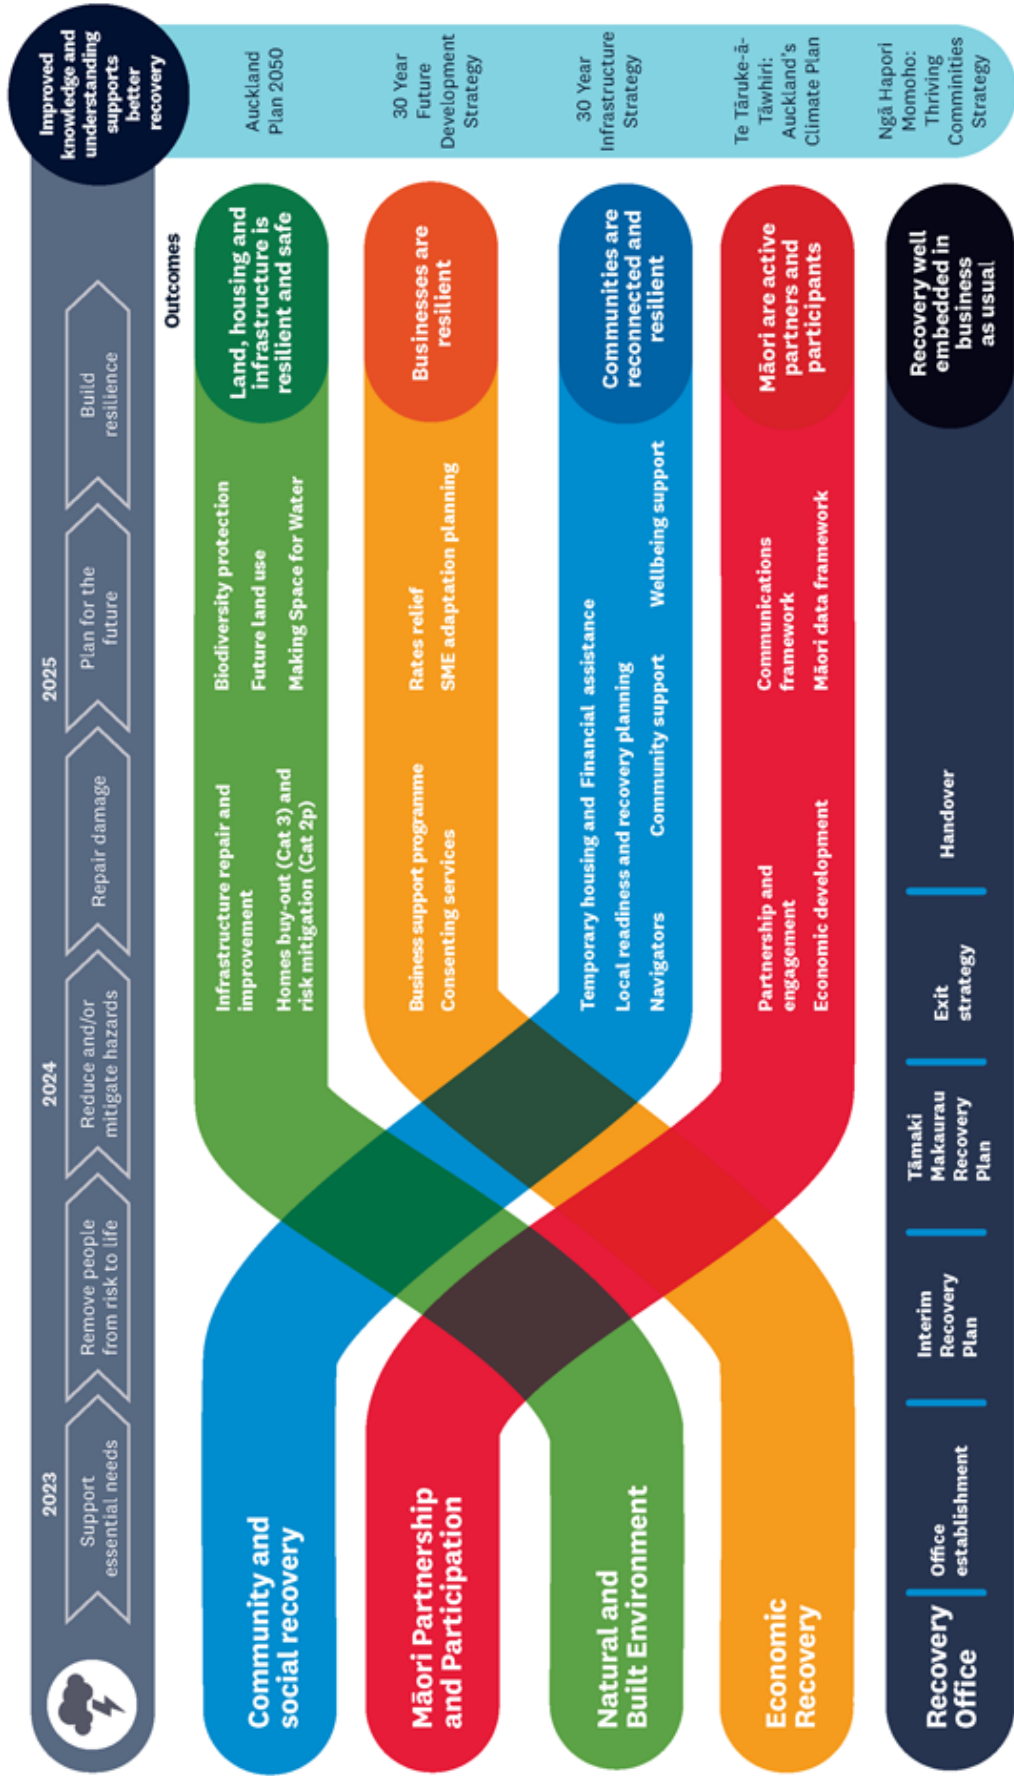 2023
2024
2025
Support
essential needs
Remove people
from risk to life
Reduce and/or
mitigate hazards
Repair damage
Plan for the
future
Build
resilience
Improved
knowledge and
understanding
supports
better
recovery
Outcomes
Community and
social recovery
Māori Partnership
and Participation
Natural and
Built Environment
Economic
Recovery
Infrastructure repair and
improvement
Homes buy-out (Cat 3) and
risk mitigation (Cat 2p)
Biodiversity protection
Future land use
Making Space for Water
Land, housing and
infrastructure is
resilient and safe
Business support programme
Consenting services
Rates relief
SME adaptation planning
Businesses are
resilient
Temporary housing and Financial assistance
Local readiness and recovery planning
Navigators
Community support
Wellbeing support
Communities are
reconnected and
resilient
Partnership and
engagement
Economic development
Communications
framework
Māori data framework
Māori are active
partners and
participants
Recovery
Office
Office
establishment
Interim
Recovery
Plan
Tāmaki
Makaurau
Recovery
Plan
Exit
strategy
Handover
Recovery well
embedded in
business
as usual
Auckland
Plan 2050
30 Year
Future
Development
Strategy
30 Year
Infrastructure
Strategy
Te Tāruke-ā-
Tāwhiri:
Auckland's
Climate Plan
Ngā Hapori
Momoho:
Thriving
Comminities
Strategy